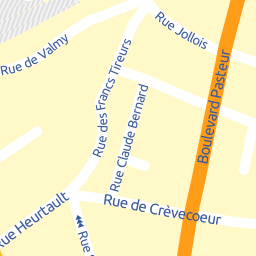 Rue Jollois
Rue de Valmy
Rue des Francs Tireurs
Rue Claude Bernard
Boulevard Pasteur
Rue de Crèvecoeur
Rue Heurtault
Rue